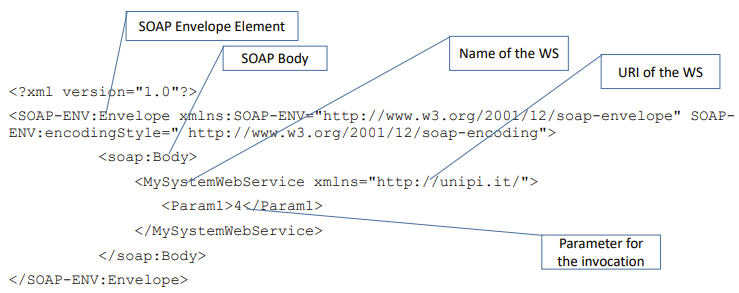 SOAP Envelope Element
SOAP Body
Name of the WS
URI of the WS
<?xml version="1.0"?>
<SOAP-ENV:Envelope xmlns:SOAP-ENV="http://www.w3.org/2001/12/soap-envelope" SOAP-
ENV:encodingStyle=" http://www.w3.org/2001/12/soap-encoding">
<soap:Body>
<MySystemWebService xmlns="http://unipi.it/">
<Param1>4</Param1>
</MySystemWebService>
Parameter for
the invocation
</soap:Body>
</SOAP-ENV:Envelope>